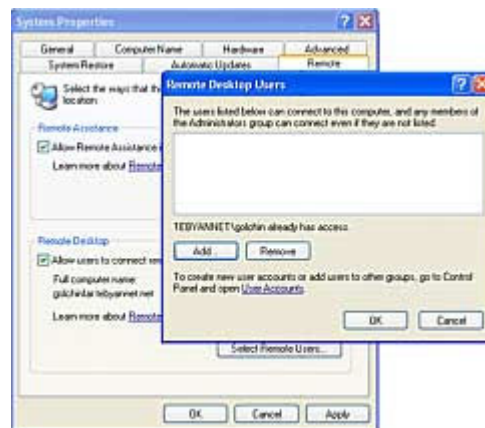 System Properties
General
Computer Name
Hardware
Advanced
System Restore
Automatic Updates
Remote
Select the ways that th
location.
Remote Assistance
Allow Remote Assistance i
Learn more about Remote
Remote Desktop
Allow users to connect rem
Full computer name:
Learn more about Remote
Select Remote Users...
OK
Cancel
Apply
Remote Desktop Users
The users listed below can connect to this computer, and any members of
the Administrators group can connect even if they are not listed.
TEBYANNET\golchin already has access.
Add...
Remove
To create new user accounts or add users to other groups, go to Control
Panel and open User Accounts.
OK
Cancel